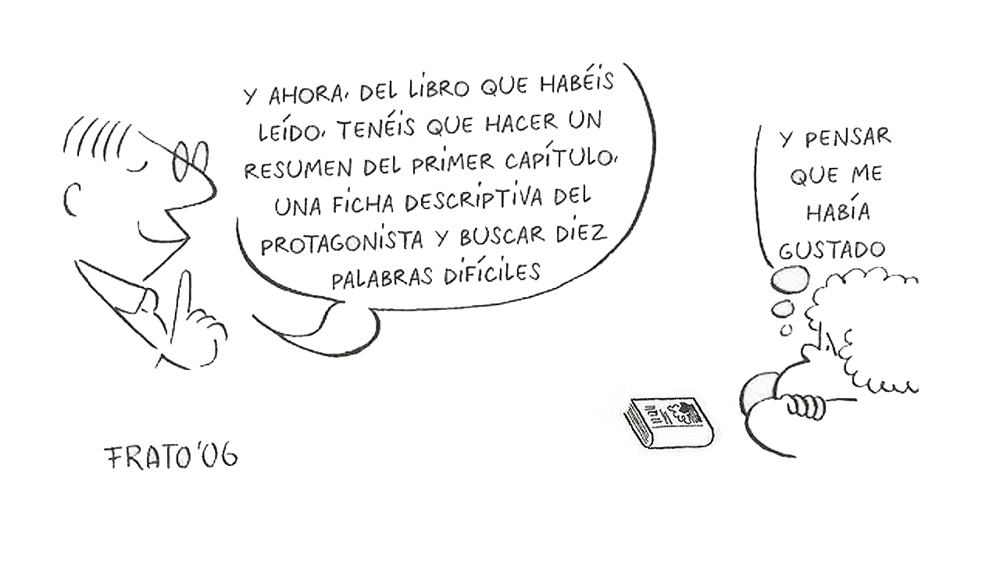 Y AHORA, DEL LIBRO QUE HABÉIS
LEÍDO, TENÉIS QUE HACER UN
RESUMEN DEL PRIMER CAPÍTULO,
UNA FICHA DESCRIPTIVA DEL
PROTAGONISTA Y BUSCAR DIEZ
PALABRAS DIFÍCILES
Y PENSAR
QUE ME
HABÍA
GUSTADO
FRATO'06